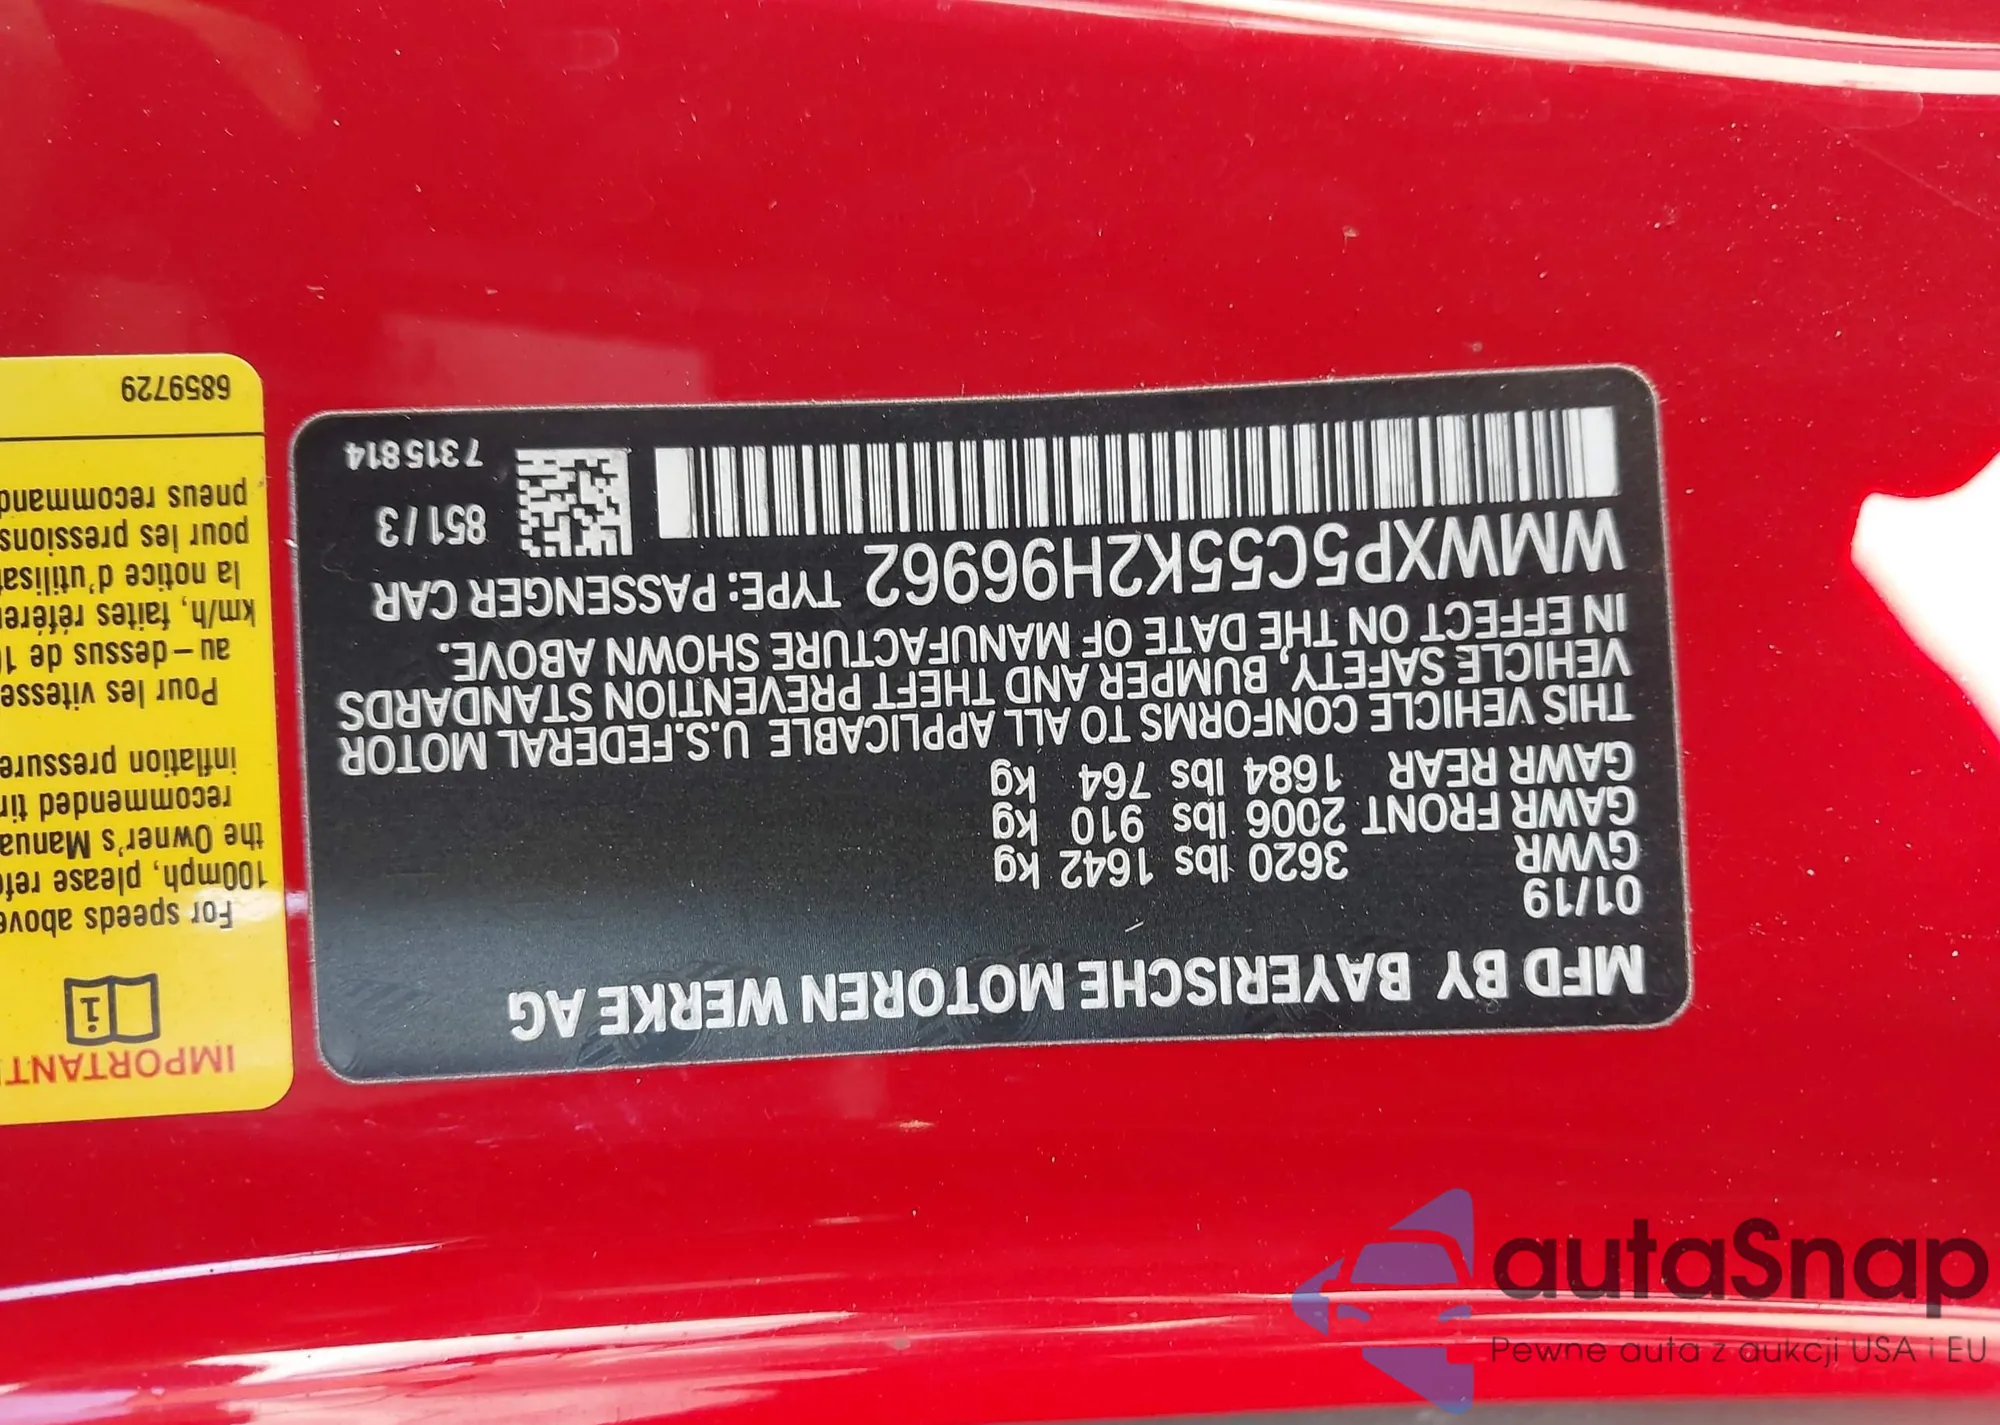 MFD BY BAYERISCHE MOTOREN WERKE AG
01/19
GVWR 3620 lbs 1642 kg
GAWR FRONT 2006 lbs 910 kg
GAWR REAR 1684 lbs 764 kg
THIS VEHICLE CONFORMS TO ALL APPLICABLE U.S.FEDERAL MOTOR
VEHICLE SAFETY, BUMPER AND THEFT PREVENTION STANDARDS
IN EFFECT ON THE DATE OF MANUFACTURE SHOWN ABOVE.
WMWXP5C55K2H96962 TYPE: PASSENGER CAR
851 / 3
7315814
IMPORTANT
i
For speeds above
100mph, please refe
the Owner's Manua
recommended tir
inflation pressure
Pour les vitesse
au-dessus de 1
km/h, faites référe
la notice d'utilisat
pour les pressions
pneus recommand
6859729
autaSnap
Pewne auta z aukcji USA i EU